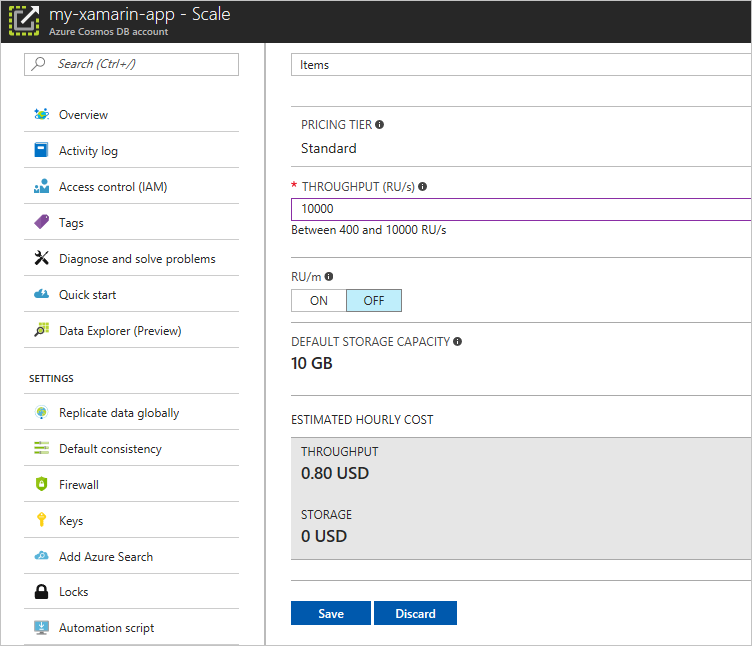 my-xamarin-app - Scale
Azure Cosmos DB account
Search (Ctrl+/)
Overview
Activity log
Access control (IAM)
Tags
Diagnose and solve problems
Quick start
Data Explorer (Preview)
SETTINGS
Replicate data globally
Default consistency
Firewall
Keys
Add Azure Search
Locks
Automation script
Items
PRICING TIER
Standard
* THROUGHPUT (RU/s)
10000
Between 400 and 10000 RU/s
RU/m
ON OFF
DEFAULT STORAGE CAPACITY
10 GB
ESTIMATED HOURLY COST
THROUGHPUT
0.80 USD
STORAGE
0 USD
Save Discard